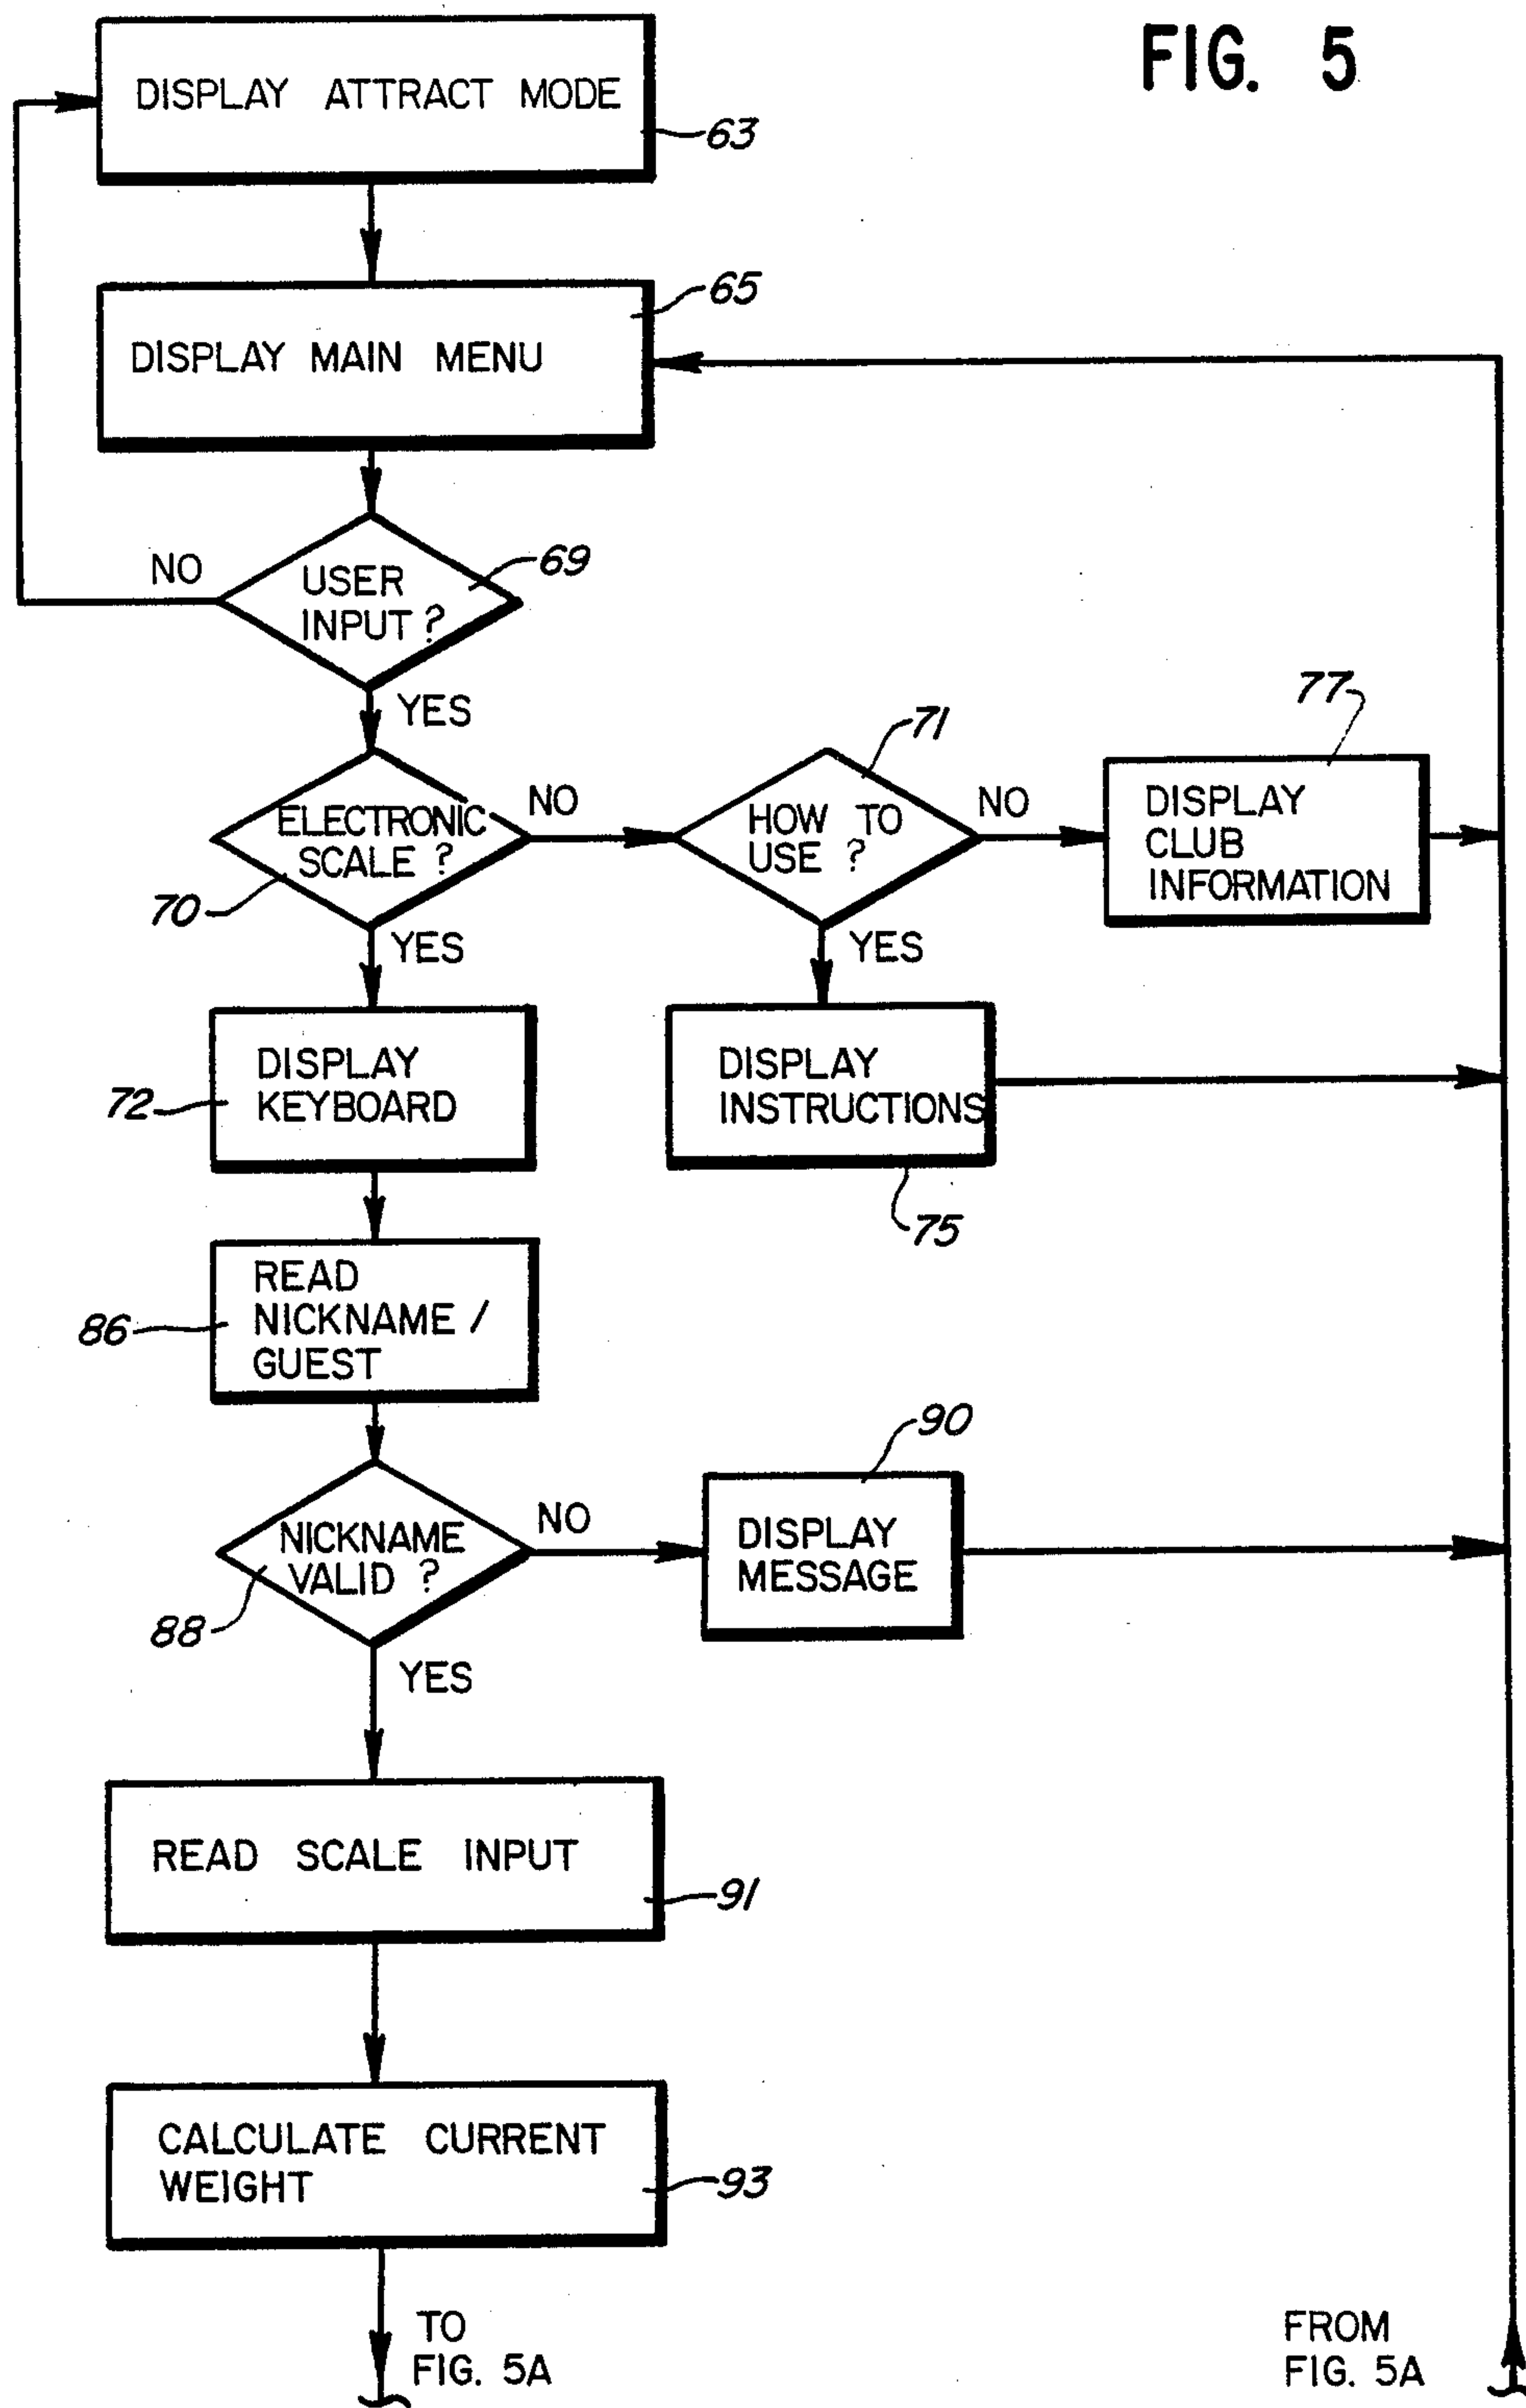 FIG. 5
DISPLAY ATTRACT MODE
63
65
DISPLAY MAIN MENU
NO
USER
INPUT ?
69
YES
77
71
ELECTRONIC
SCALE ?
NO
HOW TO
USE ?
NO
DISPLAY
CLUB
INFORMATION
70
YES
YES
DISPLAY
KEYBOARD
72
DISPLAY
INSTRUCTIONS
75
READ
NICKNAME /
GUEST
86
90
NICKNAME
VALID ?
NO
DISPLAY
MESSAGE
88
YES
READ SCALE INPUT
91
CALCULATE CURRENT
WEIGHT
93
TO
FIG. 5A
FROM
FIG. 5A